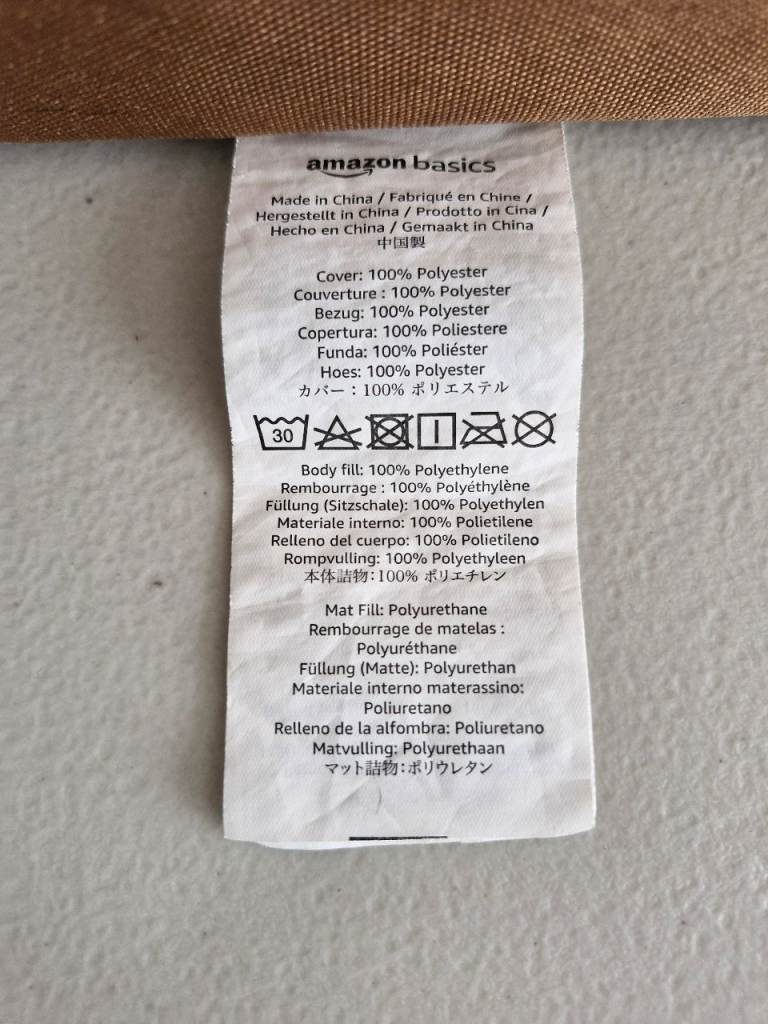 amazon basics
Made in China / Fabriqué en Chine /
Hergestellt in China / Prodotto in Cina /
Hecho en China / Gemaakt in China
中国製
Cover: 100% Polyester
Couverture : 100% Polyester
Bezug: 100% Polyester
Copertura: 100% Poliestere
Funda: 100% Poliéster
Hoes: 100% Polyester
カバー：100% ポリエステル
30
Body fill: 100% Polyethylene
Rembourrage : 100% Polyéthylène
Füllung (Sitzschale): 100% Polyethylen
Materiale interno: 100% Polietilene
Relleno del cuerpo: 100% Polietileno
Rompvulling: 100% Polyethyleen
本体詰物：100% ポリエチレン
Mat Fill: Polyurethane
Rembourrage de matelas :
Polyuréthane
Füllung (Matte): Polyurethan
Materiale interno materassino:
Poliuretano
Relleno de la alfombra: Poliuretano
Matvulling: Polyurethaan
マット詰物：ポリウレタン